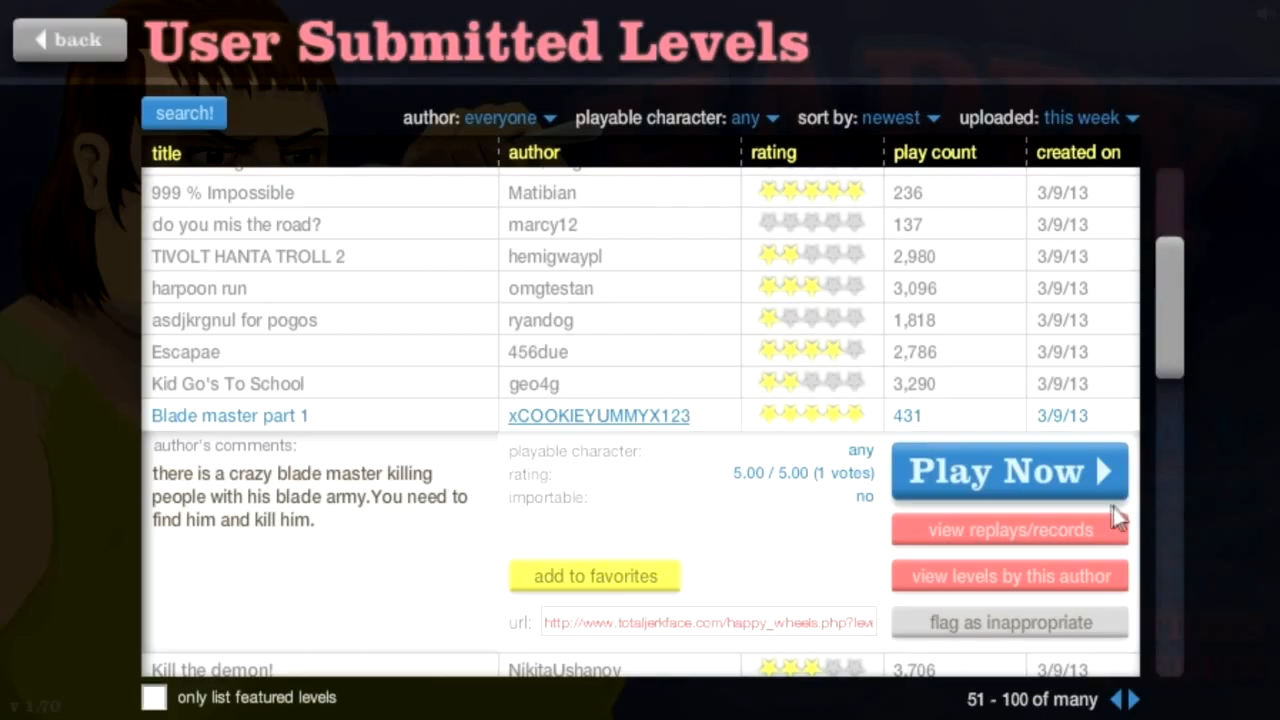 back
User Submitted Levels
search!
author: everyone playable character: any sort by: newest uploaded: this week
title author rating play count created on
999 % Impossible Matibian 236 3/9/13
do you mis the road? marcy12 137 3/9/13
TIVOLT HANTA TROLL 2 hemigwaypl 2,980 3/9/13
harpoon run omgtestan 3,096 3/9/13
asdjkrgnul for pogos ryandog 1,818 3/9/13
Escapae 456due 2,786 3/9/13
Kid Go's To School geo4g 3,290 3/9/13
Blade master part 1 xCOOKIEYUMMYX123 431 3/9/13
author's comments:
there is a crazy blade master killing
people with his blade army.You need to
find him and kill him.
playable character: any
rating: 5.00 / 5.00 (1 votes)
importable: no
add to favorites
url: http://www.totaljerkface.com/happy_wheels.php?lev
Play Now
view replays/records
view levels by this author
flag as inappropriate
Kill the demon! NikitaUshanov 3,706 3/9/13
only list featured levels
51 - 100 of many
v 1.70